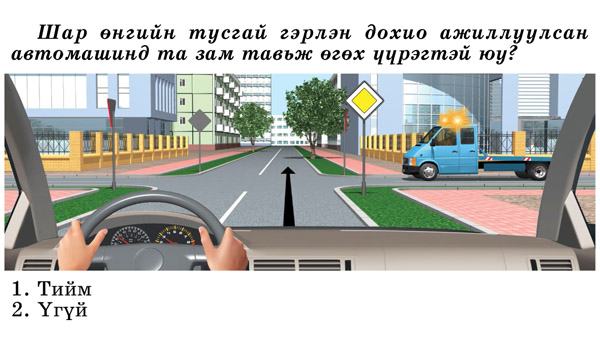 Шар өнгийн тусгай гэрлэн дохио ажиллуулсан
автомашинд та зам тавьж өгөх үүрэгтэй юу?
1. Тийм
2. Үгүй